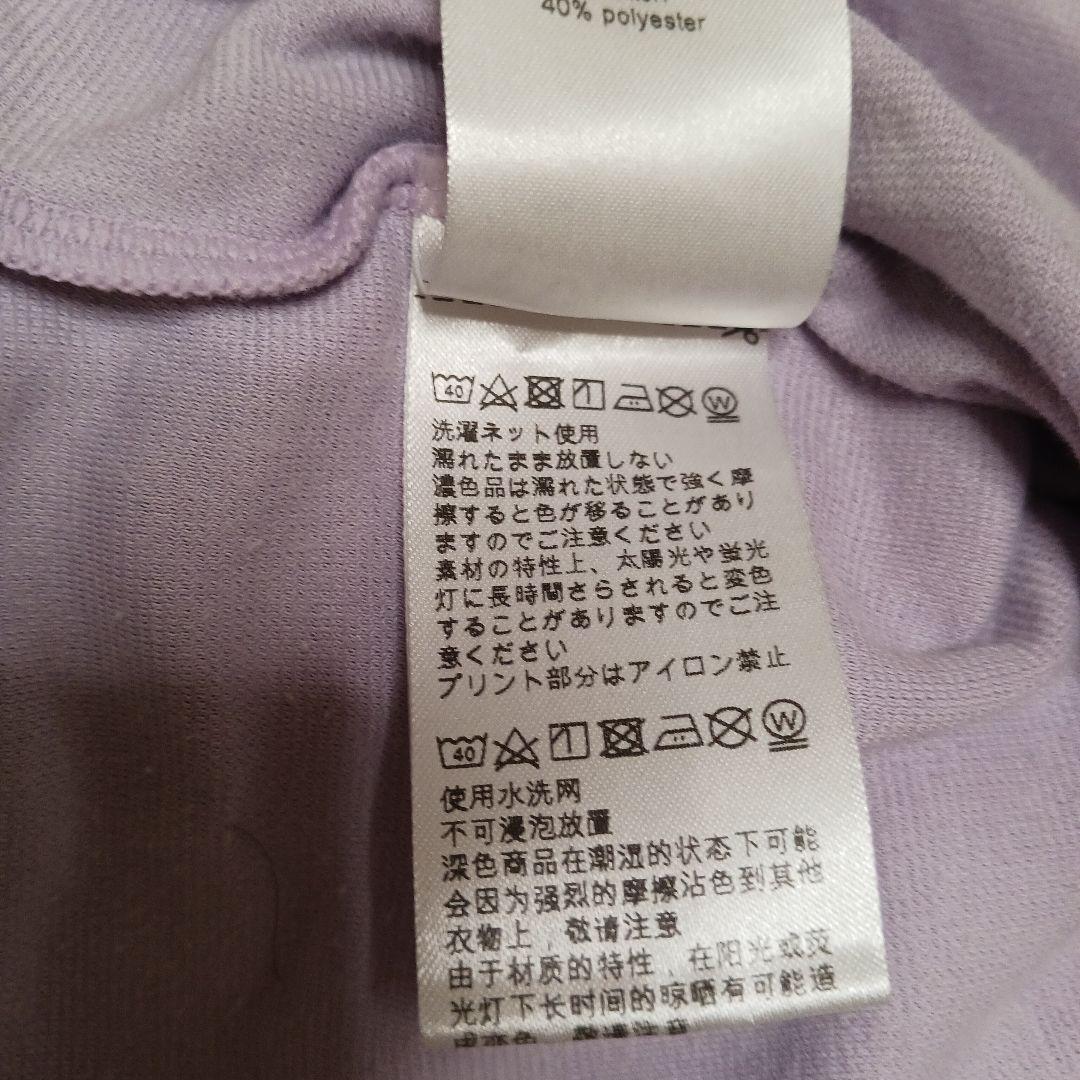 40% polyester
40 W
洗濯ネット使用
濡れたまま放置しない
濃色品は濡れた状態で強く摩
擦すると色が移ることがあり
ますのでご注意ください
素材の特性上、太陽光や蛍光
灯に長時間さらされると変色
することがありますのでご注
意ください
プリント部分はアイロン禁止
40 W
使用水洗网
不可浸泡放置
深色商品在潮湿的状态下可能
会因为强烈的摩擦沾色到其他
衣物上，敬请注意
由于材质的特性，在阳光或荧
光灯下长时间的晾晒有可能造
成变色，敬请注意